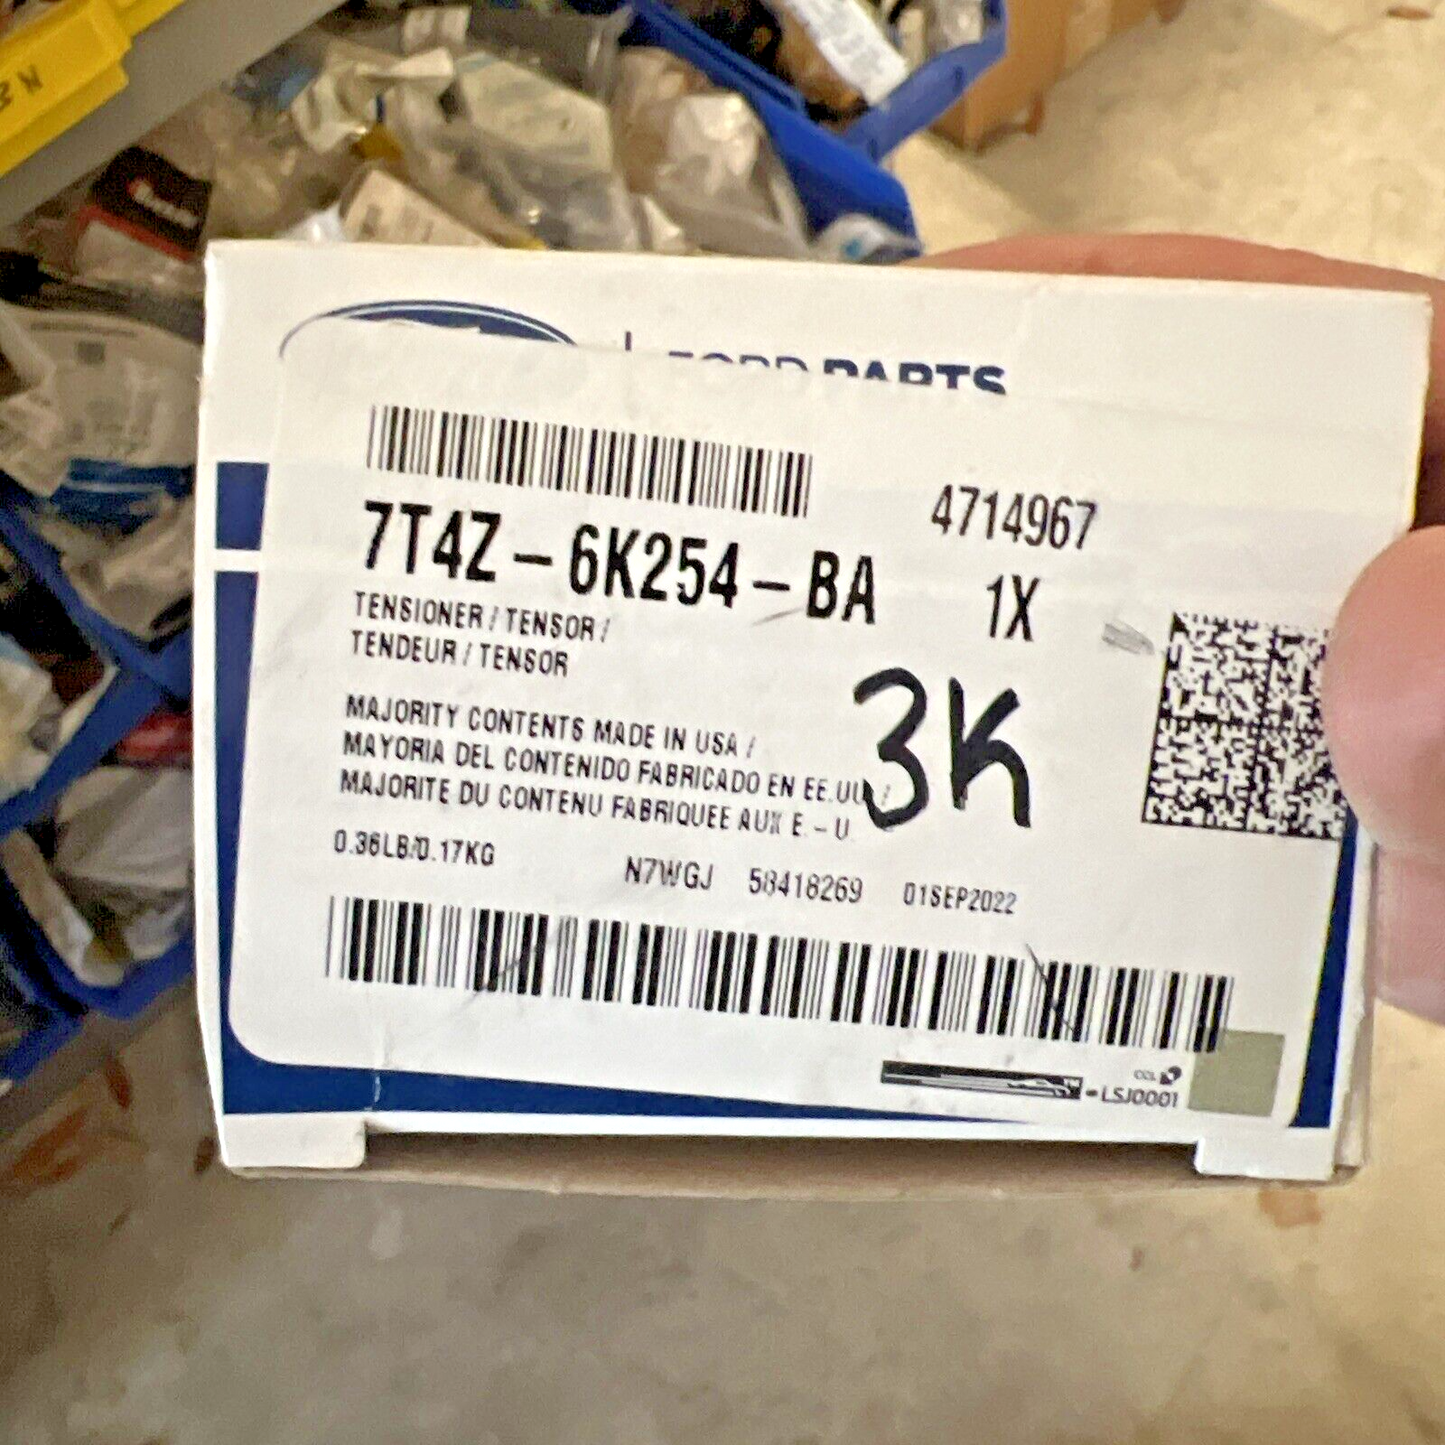 FORD PARTS
7T4Z-6K254-BA
4714967
1X
TENSIONER / TENSOR /
TENDEUR / TENSOR
3K
MAJORITY CONTENTS MADE IN USA /
MAYORIA DEL CONTENIDO FABRICADO EN EE.UU. /
MAJORITE DU CONTENU FABRIQUEE AUX E.-U.
0.36LB/0.17KG
N7WGJ 58418269 01SEP2022
CCL
-LSJ0001